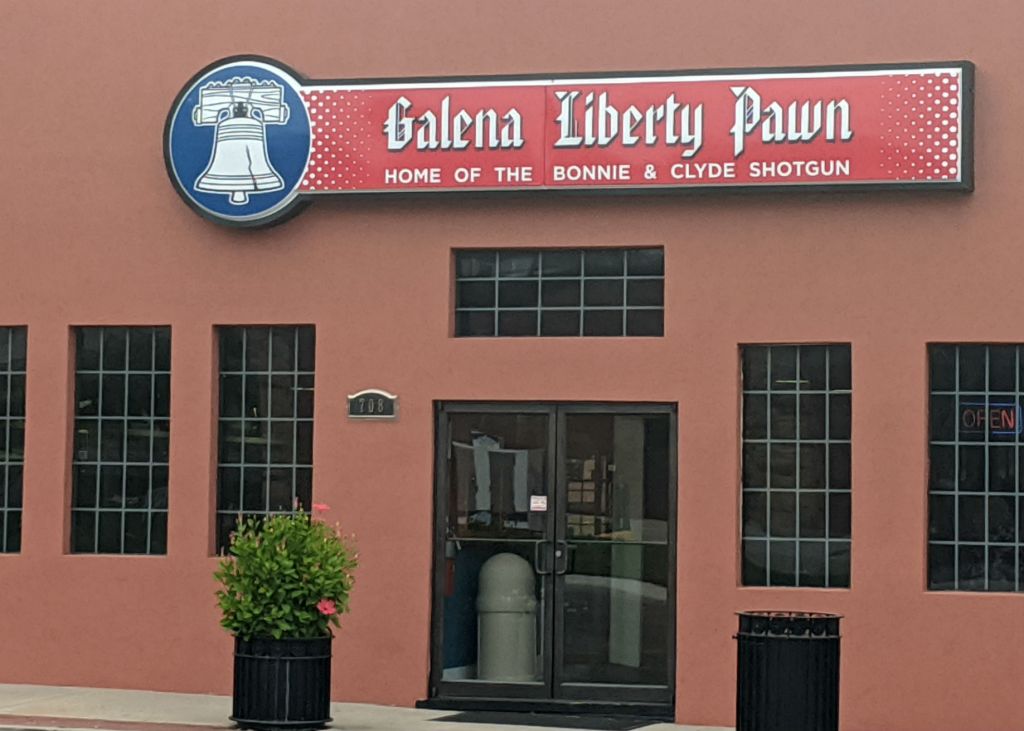 Galena Liberty Pawn
HOME OF THE BONNIE & CLYDE SHOTGUN
708
OPEN